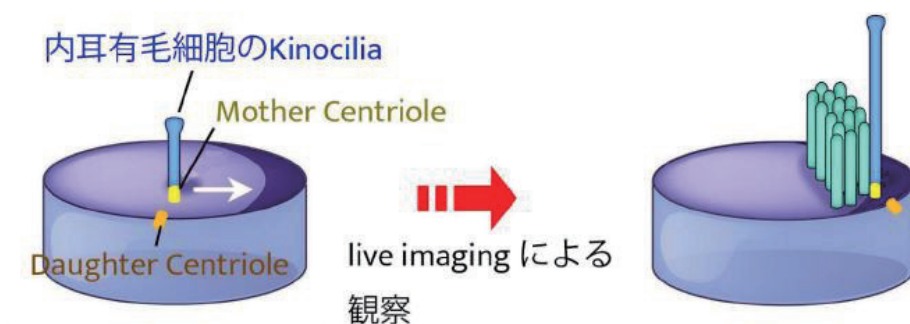 内耳有毛細胞のKinocilia
Mother Centriole
Daughter Centriole
live imaging による
観察